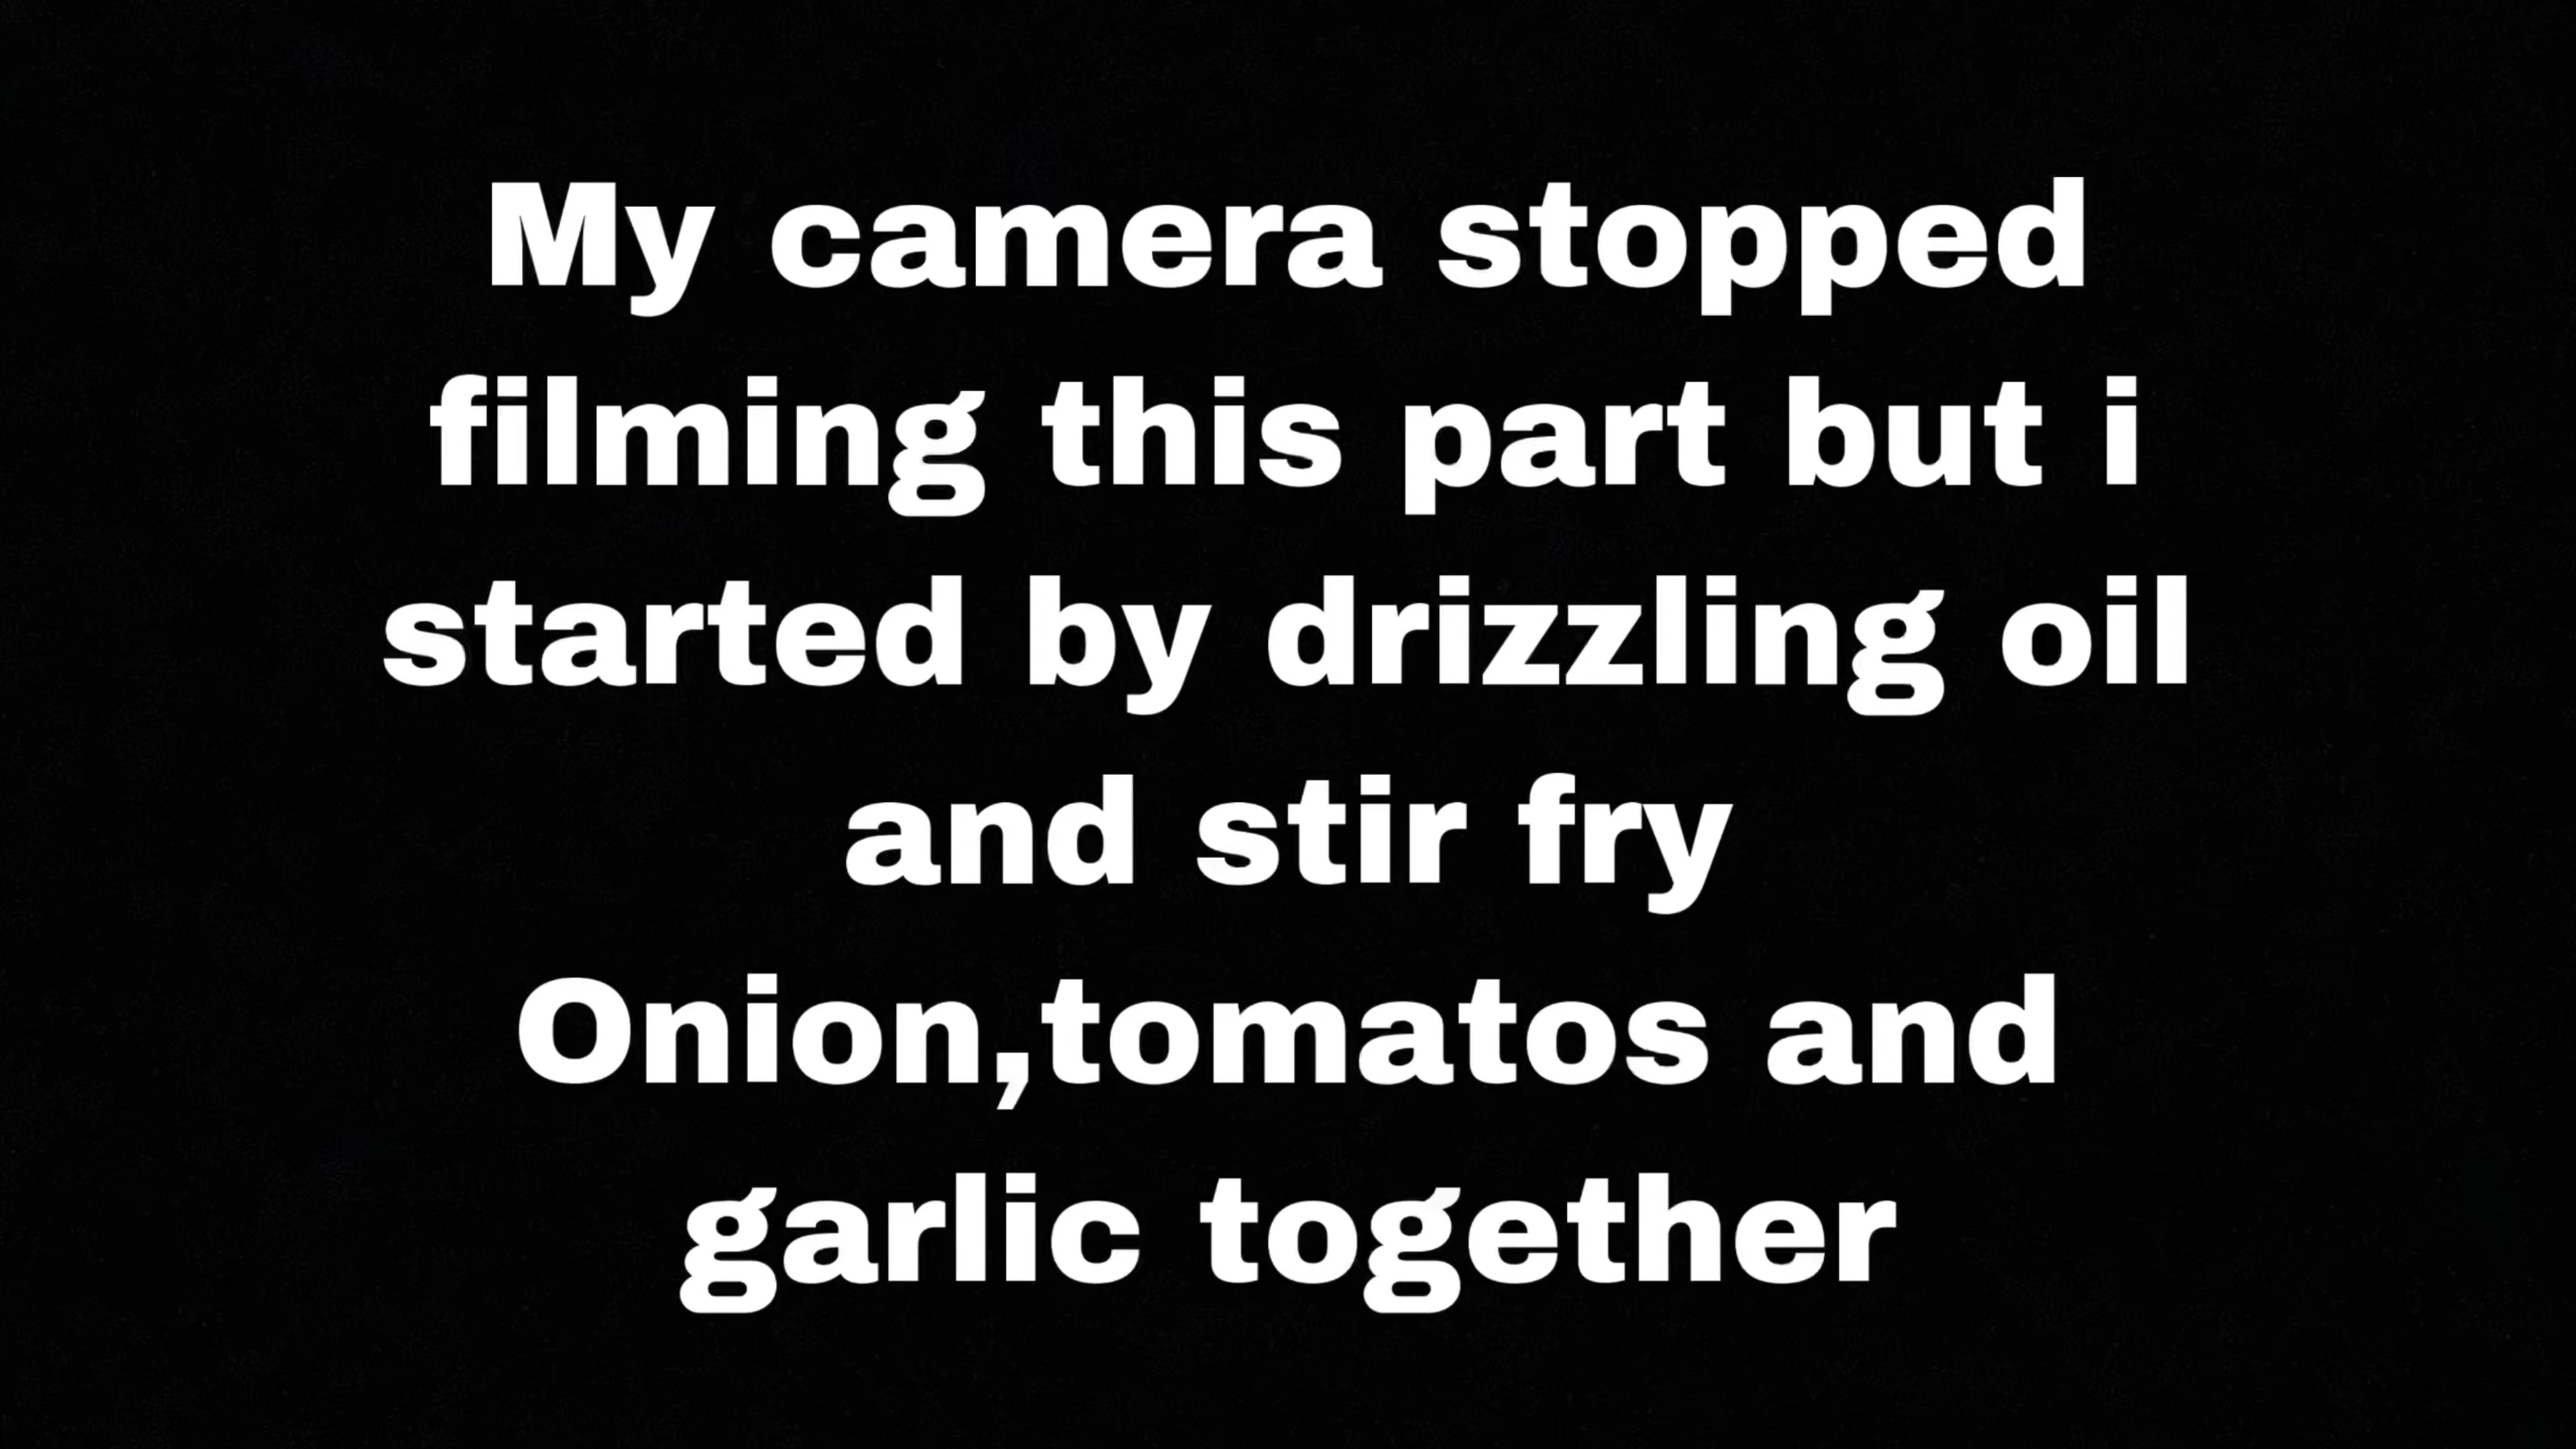 My camera stopped
filming this part but i
started by drizzling oil
and stir fry
Onion,tomatos and
garlic together